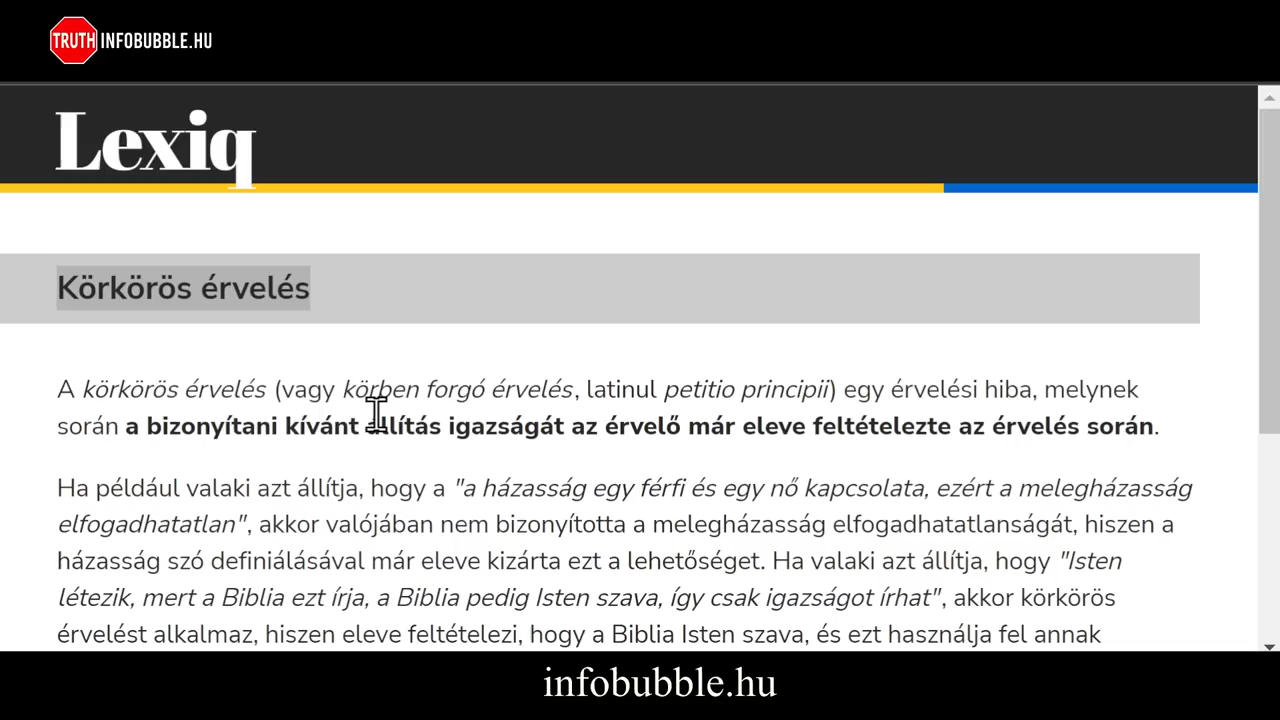 TRUTH INFOBUBBLE.HU
Lexiq
Körkörös érvelés
A körkörös érvelés (vagy körben forgó érvelés, latinul petitio principii) egy érvelési hiba, melynek
során a bizonyítani kívánt állítás igazságát az érvelő már eleve feltételezte az érvelés során.
Ha például valaki azt állítja, hogy a "a házasság egy férfi és egy nő kapcsolata, ezért a melegházasság
elfogadhatatlan", akkor valójában nem bizonyította a melegházasság elfogadhatatlanságát, hiszen a
házasság szó definiálásával már eleve kizárta ezt a lehetőséget. Ha valaki azt állítja, hogy "Isten
létezik, mert a Biblia ezt írja, a Biblia pedig Isten szava, így csak igazságot írhat", akkor körkörös
érvelést alkalmaz, hiszen eleve feltételezi, hogy a Biblia Isten szava, és ezt használja fel annak
infobubble.hu